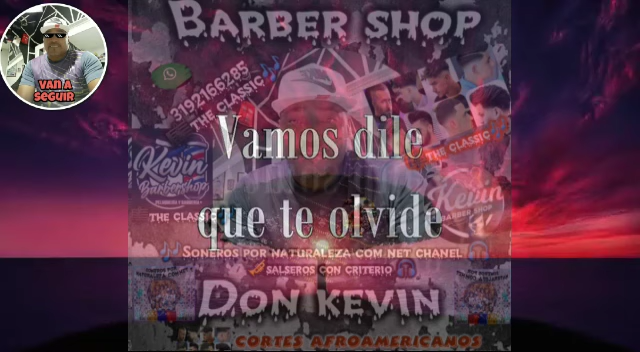 BARBER SHOP
VAN A
SEGUIR
3192166285
THE CLASSIC
Vamos dile
THE CLASSIC
Kevin
Barbershop
Kevin
BARBER SHOP
THE CLASSIC
que te olvide
SONEROS POR NATURALEZA COM NET CHANEL
SALSEROS CON CRITERIO
DON KEVIN
CORTES AFROAMERICANOS